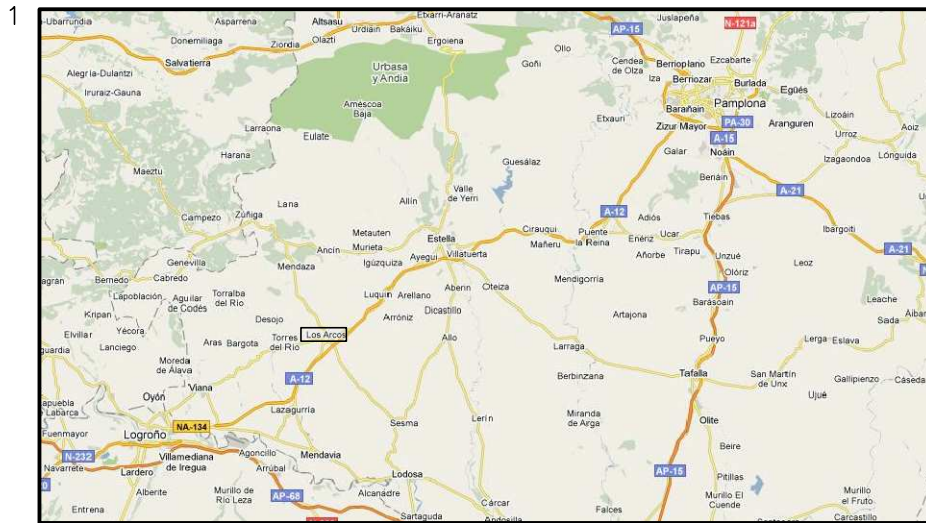 1
u-Ubarrundia
Asparrena
Altsasu
Urdiain
Bakaiku
Etxarri-Aranatz
Ergoiena
Juslapeña
N-121a
AP-15
Donemiliaga
Ziordia
Olazti
Ollo
Cendea de Olza
Berrioplano
Ezcabarte
Salvatierra
Goñi
Iza
Berriozar
Burlada
Alegría-Dulantzi
Urbasa y Andia
Egüés
Iruraiz-Gauna
Améscoa Baja
Barañain
Pamplona
Lizoáin
Etxauri
Zizur Mayor
PA-30
Aranguren
Urroz
Aoiz
Larraona
Eulate
A-15
Harana
Galar
Noáin
Izagaondoa
Lónguida
Maeztu
Guesálaz
Beriáin
A-21
Valle de Yerri
Lana
Allín
A-12
Adiós
Tiebas
Campezo
Zúñiga
Metauten
Estella
Cirauqui
Puente la Reina
Enériz
Ucar
Ibargoiti
Ancín
Murieta
Mañeru
Tirapu
A-21
Genevilla
Mendaza
Igúzquiza
Ayegui
Villatuerta
Añorbe
Unzué
Leoz
Bernedo
Cabredo
Mendigorría
Olóriz
Lapoblación
Aguilar de Codés
Torralba del Río
Luquin
Arellano
Aberin
Oteiza
AP-15
Leache
Kripan
Dicastillo
Artajona
Barásoain
Sada
Aibar
Yécora
Desojo
Arróniz
Elvillar
Aras
Bargota
Torres del Río
Los Arcos
Allo
Pueyo
Lerga
Eslava
Lanciego
Larraga
Moreda de Álava
Berbinzana
Tafalla
San Martín de Unx
Gallipienzo
Cáseda
Viana
A-12
Ujué
Oyón
Lazagurría
Miranda de Arga
NA-134
Sesma
Lerín
Olite
Logroño
Fuenmayor
Beire
N-232
Villamediana de Iregua
Agoncillo
Mendavia
Navarrete
Lardero
Arrúbal
Lodosa
AP-15
Pitillas
Alberite
Murillo de Río Leza
AP-68
Alcanadre
Cárcar
Murillo El Cuende
Murillo el Fruto
Entrena
Sartaguda
Andosilla
Falces
Carcastillo